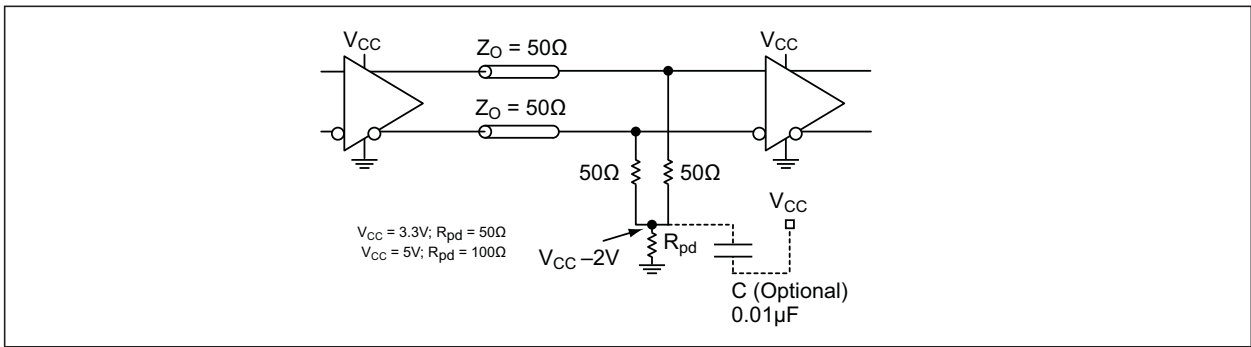 V_CC
Z_O = 50Ω
V_CC
Z_O = 50Ω
50Ω
50Ω
V_CC
V_CC = 3.3V; R_pd = 50Ω
V_CC = 5V; R_pd = 100Ω
V_CC –2V
R_pd
C (Optional)
0.01µF